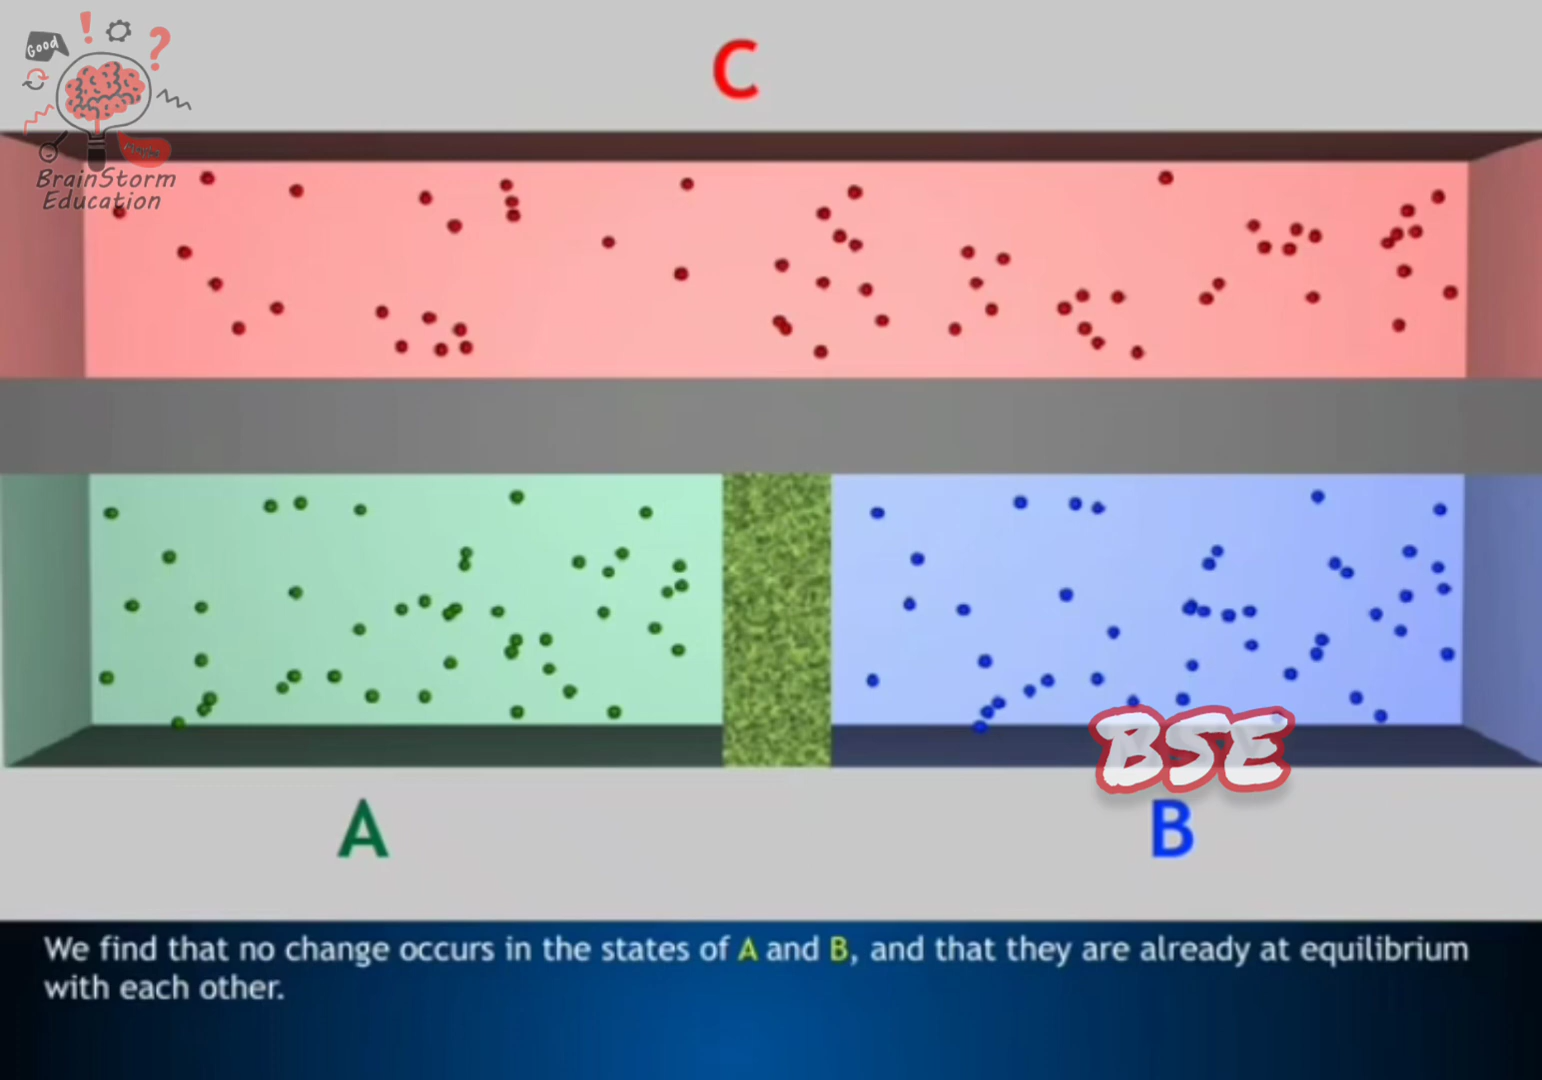 Good
!
?
BrainStorm
Education
C
A
B
BSE
We find that no change occurs in the states of A and B, and that they are already at equilibrium
with each other.